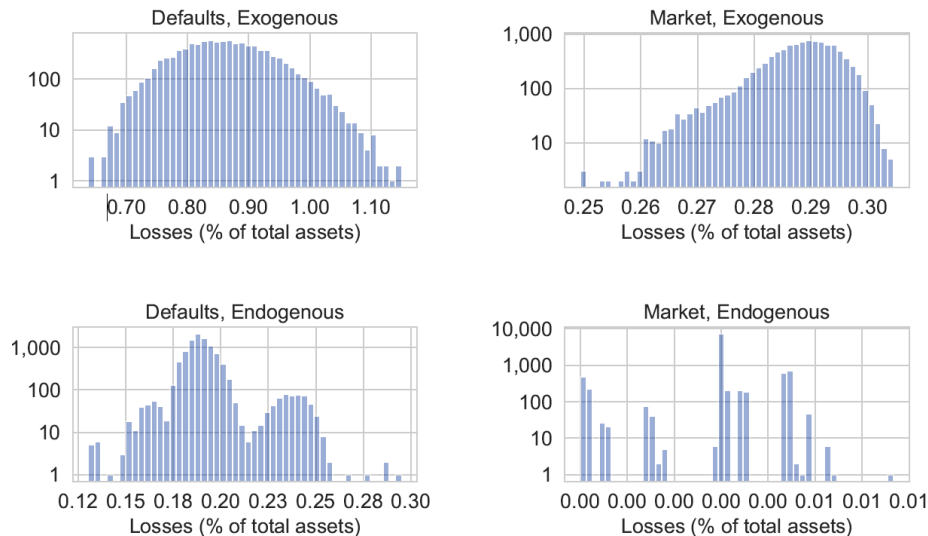 Defaults, Exogenous
100
10
1
0.70 0.80 0.90 1.00 1.10
Losses (% of total assets)
Market, Exogenous
1,000
100
10
0.25 0.26 0.27 0.28 0.29 0.30
Losses (% of total assets)
Defaults, Endogenous
1,000
100
10
1
0.12 0.15 0.18 0.20 0.23 0.25 0.28 0.30
Losses (% of total assets)
Market, Endogenous
10,000
1,000
100
10
1
0.00 0.00 0.00 0.00 0.00 0.01 0.01 0.01
Losses (% of total assets)